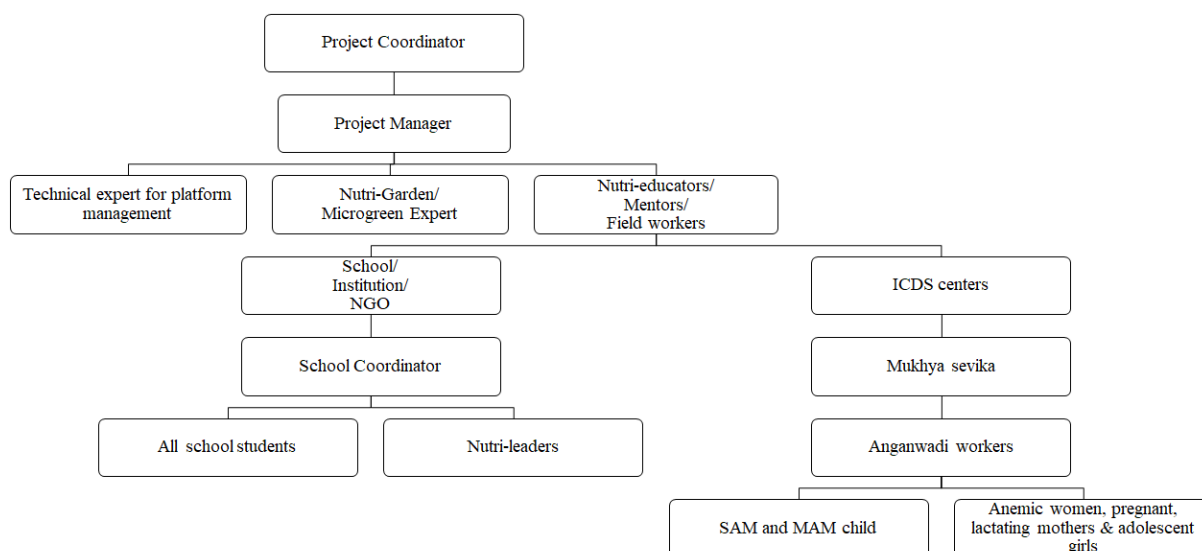 Project Coordinator
Project Manager
Technical expert for platform
management
Nutri-Garden/
Microgreen Expert
Nutri-educators/
Mentors/
Field workers
School/
Institution/
NGO
ICDS centers
School Coordinator
Mukhya sevika
All school students
Nutri-leaders
Anganwadi workers
SAM and MAM child
Anemic women, pregnant,
lactating mothers & adolescent
girls